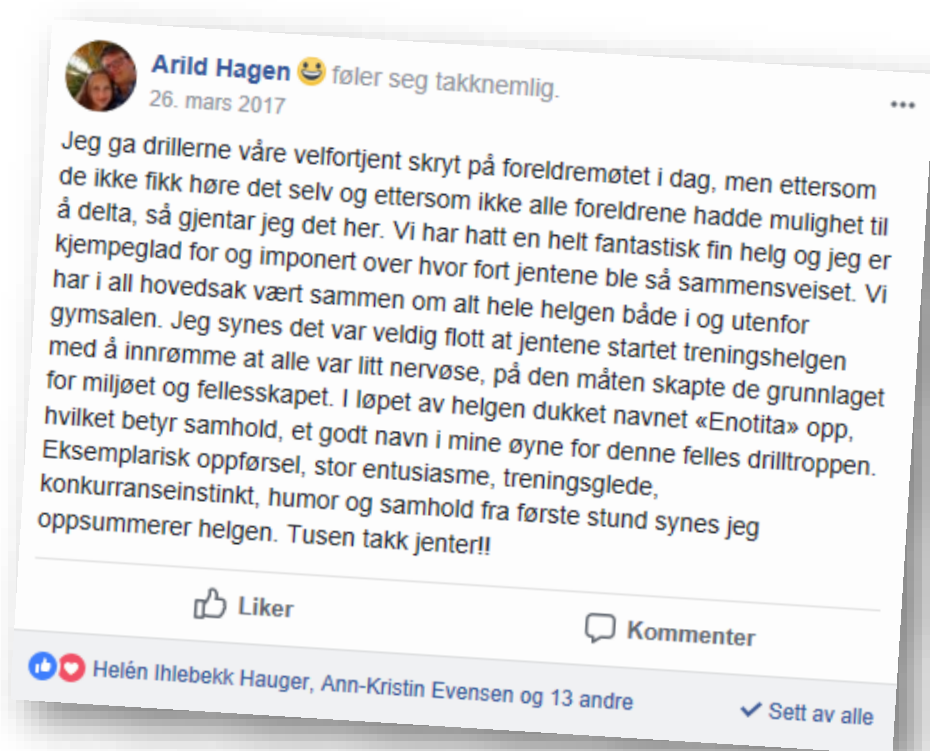 Arild Hagen 😀 føler seg takknemlig.
26. mars 2017
Jeg ga drillerne våre velfortjent skryt på foreldremøtet i dag, men ettersom
de ikke fikk høre det selv og ettersom ikke alle foreldrene hadde mulighet til
å delta, så gjentar jeg det her. Vi har hatt en helt fantastisk fin helg og jeg er
kjempeglad for og imponert over hvor fort jentene ble så sammensveiset. Vi
har i all hovedsak vært sammen om alt hele helgen både i og utenfor
gymsalen. Jeg synes det var veldig flott at jentene startet treningshelgen
med å innrømme at alle var litt nervøse, på den måten skapte de grunnlaget
for miljøet og fellesskapet. I løpet av helgen dukket navnet «Enotita» opp,
hvilket betyr samhold, et godt navn i mine øyne for denne felles drilltroppen.
Eksemplarisk oppførsel, stor entusiasme, treningsglede,
konkurranseinstinkt, humor og samhold fra første stund synes jeg
oppsummerer helgen. Tusen takk jenter!!
Liker
Kommenter
Helén Ihlebekk Hauger, Ann-Kristin Evensen og 13 andre
Sett av alle